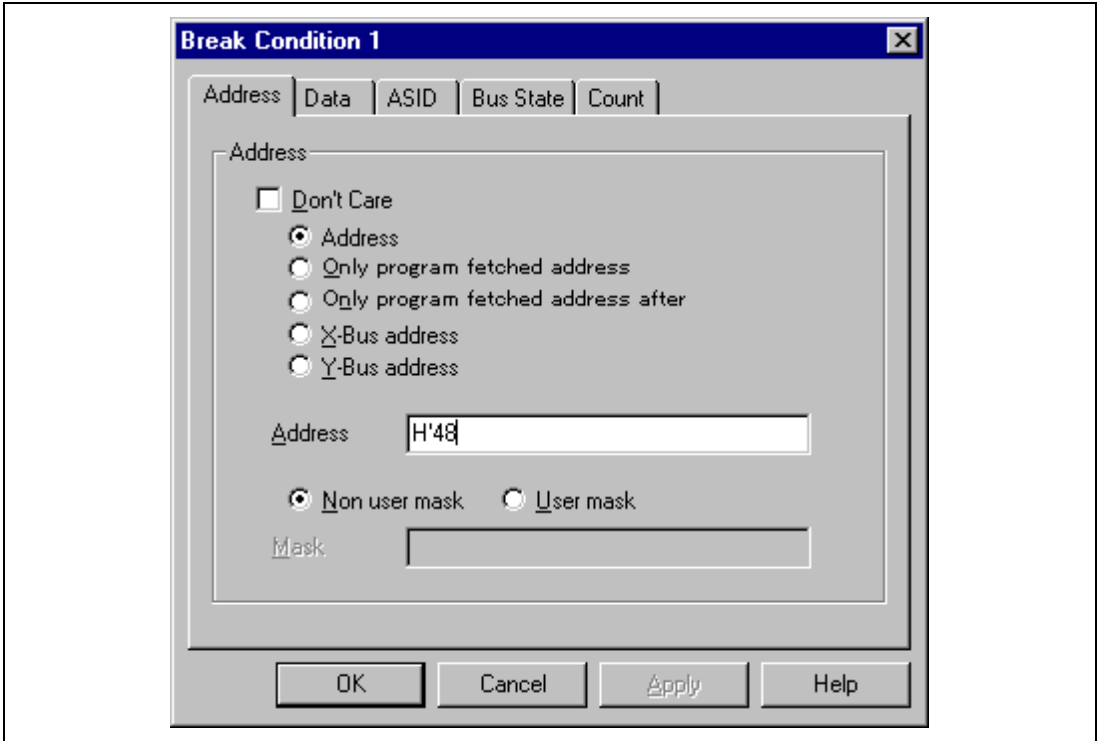 Break Condition 1
Address Data ASID Bus State Count
Address
Don't Care
Address
Only program fetched address
Only program fetched address after
X-Bus address
Y-Bus address
Address H'48
Non user mask User mask
Mask
OK Cancel Apply Help